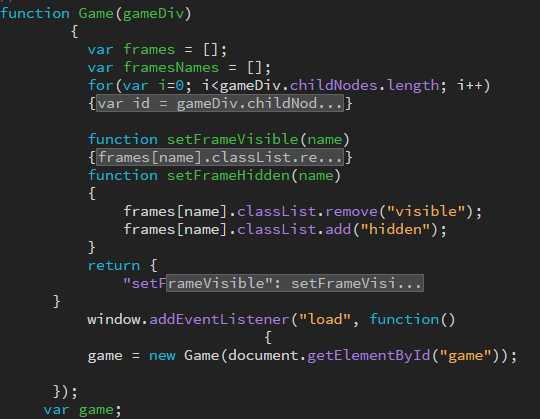 function Game(gameDiv)
{
var frames = [];
var framesNames = [];
for(var i=0; i<gameDiv.childNodes.length; i++)
{var id = gameDiv.childNod...}
function setFrameVisible(name)
{frames[name].classList.re...}
function setFrameHidden(name)
{
frames[name].classList.remove("visible");
frames[name].classList.add("hidden");
}
return {
"setFrameVisible": setFrameVisi...
}
window.addEventListener("load", function()
{
game = new Game(document.getElementById("game"));
});
var game;